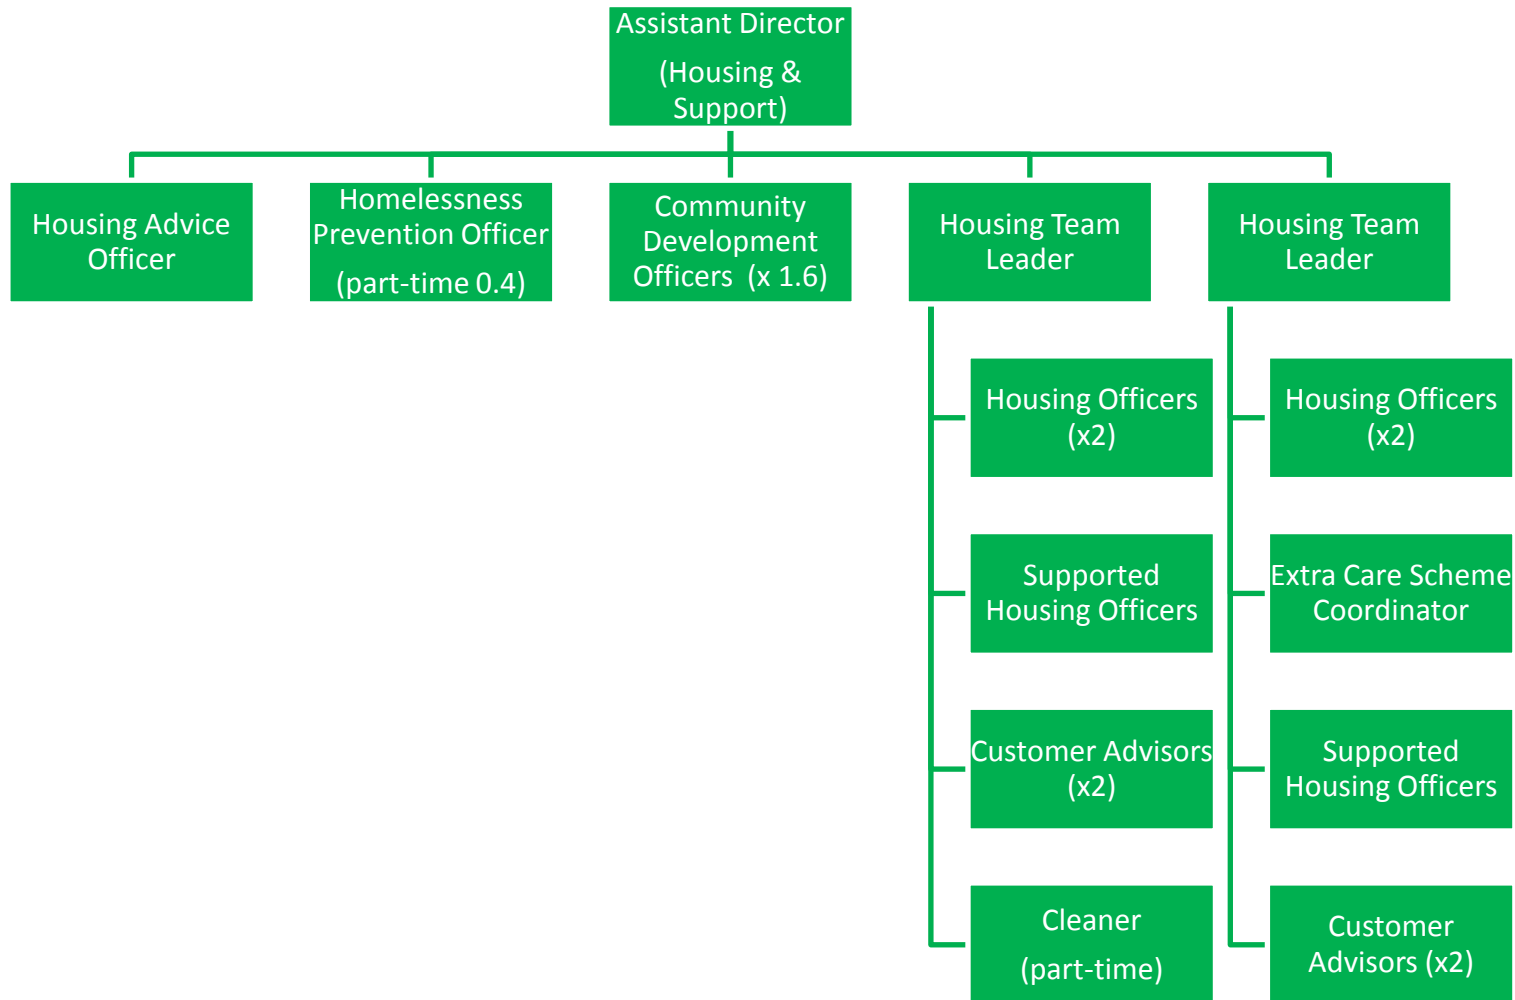 Assistant Director
(Housing &
Support)
Housing Advice
Officer
Homelessness
Prevention Officer
(part-time 0.4)
Community
Development
Officers  (x 1.6)
Housing Team
Leader
Housing Team
Leader
Housing Officers
(x2)
Supported
Housing Officers
Customer Advisors
(x2)
Cleaner
(part-time)
Housing Officers
(x2)
Extra Care Scheme
Coordinator
Supported
Housing Officers
Customer
Advisors (x2)